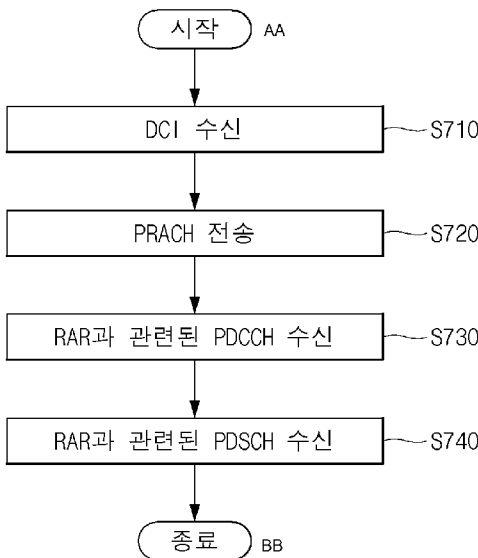 시작 AA
DCI 수신 S710
PRACH 전송 S720
RAR과 관련된 PDCCH 수신 S730
RAR과 관련된 PDSCH 수신 S740
종료 BB